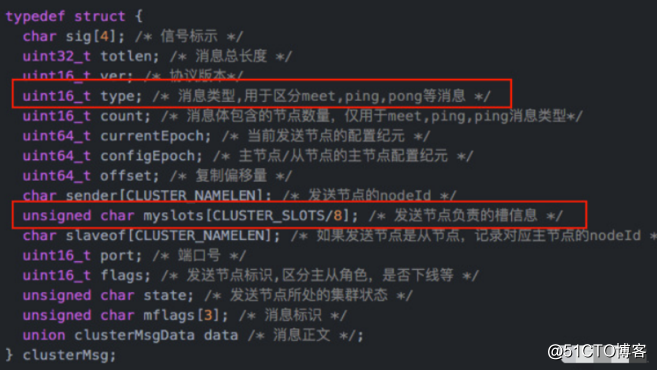 typedef struct {
char sig[4]; /* 信号标示 */
uint32_t totlen; /* 消息总长度 */
uint16_t ver; /* 协议版本*/
uint16_t type; /* 消息类型,用于区分meet,ping,pong等消息 */
uint16_t count; /* 消息体包含的节点数量，仅用于meet,ping,ping消息类型*/
uint64_t currentEpoch; /* 当前发送节点的配置纪元 */
uint64_t configEpoch; /* 主节点/从节点的主节点配置纪元 */
uint64_t offset; /* 复制偏移量 */
char sender[CLUSTER_NAMELEN]; /* 发送节点的nodeId */
unsigned char myslots[CLUSTER_SLOTS/8]; /* 发送节点负责的槽信息 */
char slaveof[CLUSTER_NAMELEN]; /* 如果发送节点是从节点，记录对应主节点的nodeId *
uint16_t port; /* 端口号 */
uint16_t flags; /* 发送节点标识,区分主从角色，是否下线等 */
unsigned char state; /* 发送节点所处的集群状态 */
unsigned char mflags[3]; /* 消息标识 */
union clusterMsgData data /* 消息正文 */;
} clusterMsg;
@51CTO博客